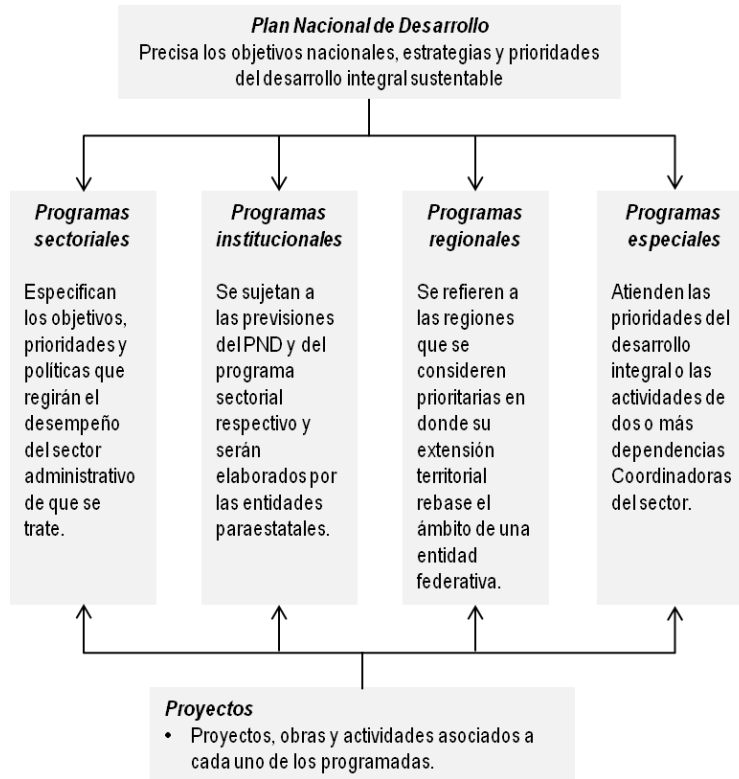 Plan Nacional de Desarrollo
Precisa los objetivos nacionales, estrategias y prioridades
del desarrollo integral sustentable
Programas
sectoriales
Especifican
los objetivos,
prioridades y
políticas que
regirán el
desempeño
del sector
administrativo
de que se
trate.
Programas
institucionales
Se sujetan a
las previsiones
del PND y del
programa
sectorial
respectivo y
serán
elaborados por
las entidades
paraestatales.
Programas
regionales
Se refieren a
las regiones
que se
consideren
prioritarias en
donde su
extensión
territorial
rebase el
ámbito de una
entidad
federativa.
Programas
especiales
Atienden las
prioridades del
desarrollo
integral o las
actividades de
dos o más
dependencias
Coordinadoras
del sector.
Proyectos
• Proyectos, obras y actividades asociados a
cada uno de los programadas.